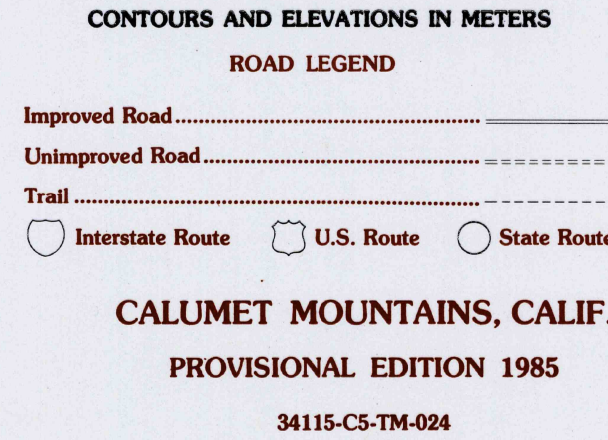 CONTOURS AND ELEVATIONS IN METERS
ROAD LEGEND
Improved Road
Unimproved Road
Trail
Interstate Route U.S. Route State Route
CALUMET MOUNTAINS, CALIF.
PROVISIONAL EDITION 1985
34115-C5-TM-024